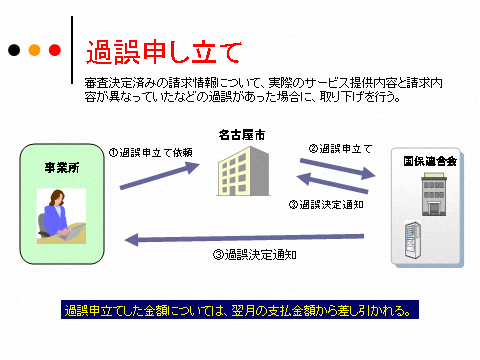 過誤申し立て
審査決定済みの請求情報について、実際のサービス提供内容と請求内
容が異なっていたなどの過誤があった場合に、取り下げを行う。
名古屋市
①過誤申立て依頼
②過誤申立て
事業所
国保連合会
③過誤決定通知
③過誤決定通知
過誤申立てした金額については、翌月の支払金額から差し引かれる。